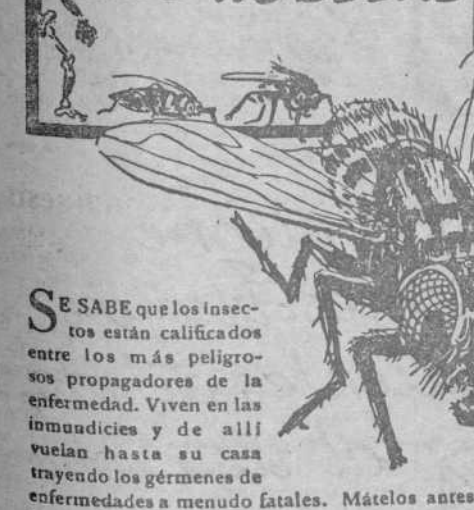 SE SABE que los insec-
tos están calificados
entre los más peligro-
sos propagadores de la
enfermedad. Viven en las
inmundicies y de allí
vuelan hasta su casa
trayendo los gérmenes de
enfermedades a menudo fatales. Mátelos antes